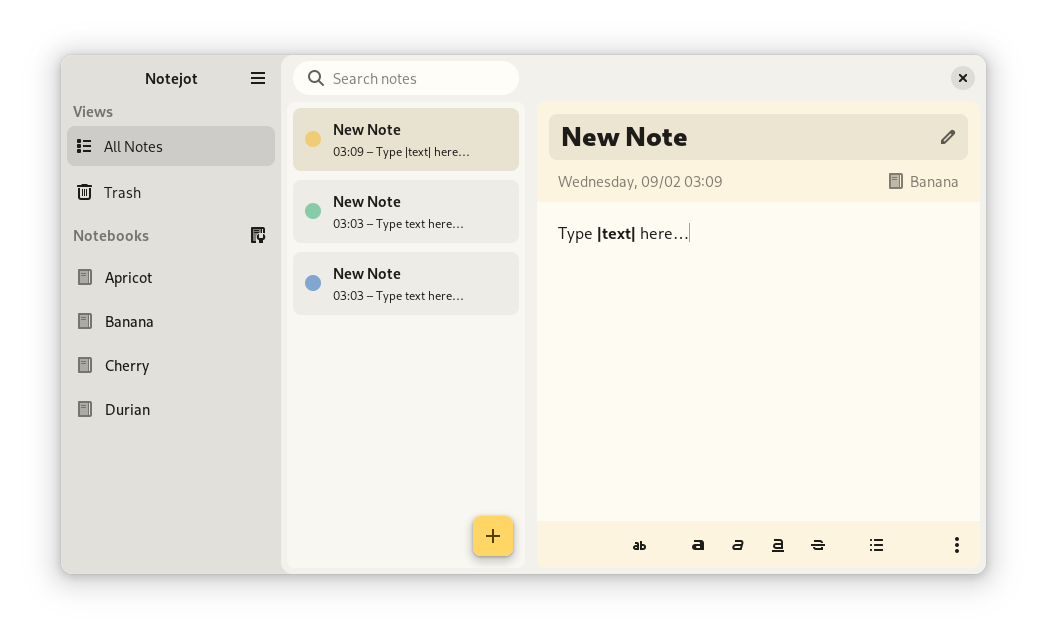 Notejot
Views
All Notes
Trash
Notebooks
Apricot
Banana
Cherry
Durian
Search notes
New Note
03:09 – Type |text| here…
New Note
03:03 – Type text here…
New Note
03:03 – Type text here…
New Note
Wednesday, 09/02 03:09
Banana
Type |text| here…
ab
a
a
a
S